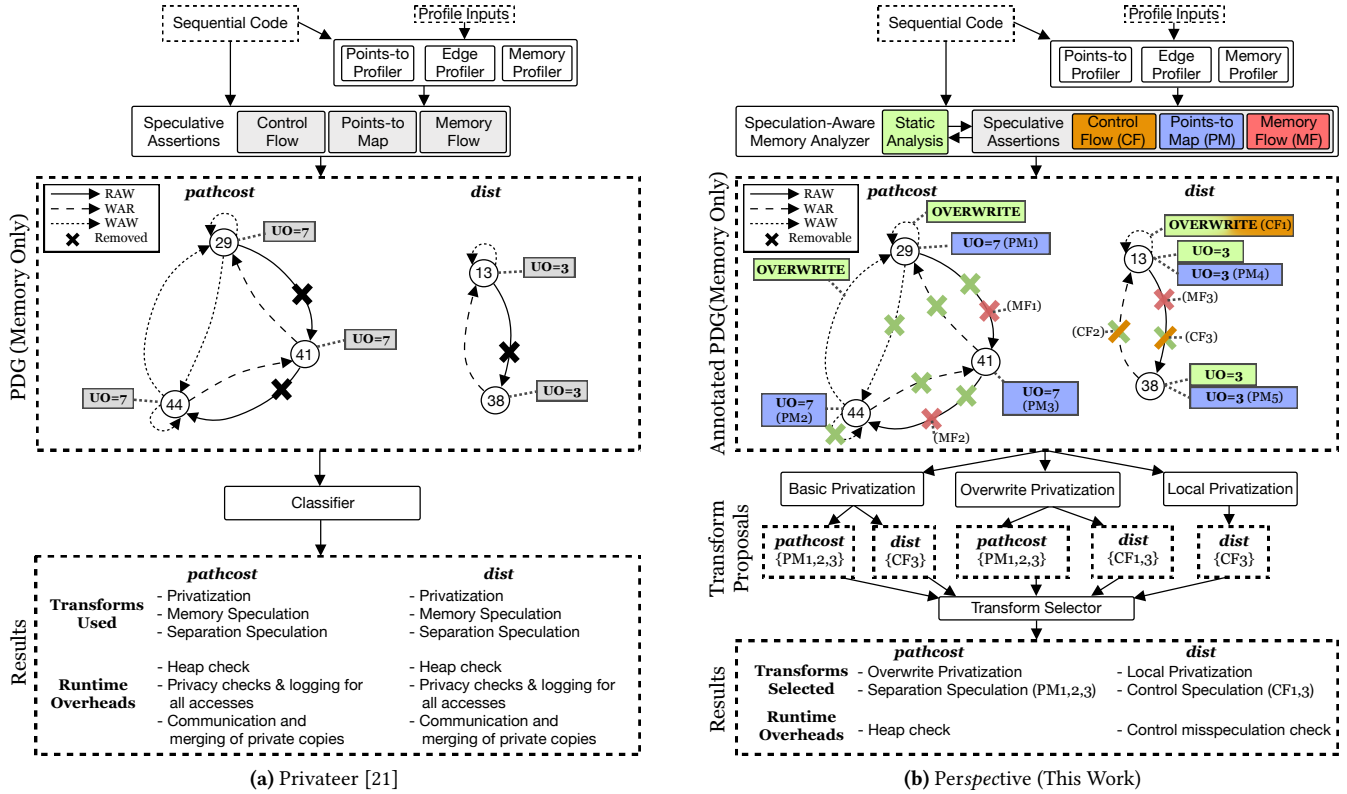 Sequential Code
Profile Inputs
Points-to
Profiler
Edge
Profiler
Memory
Profiler
Speculative
Assertions
Control
Flow
Points-to
Map
Memory
Flow
PDG (Memory Only)
RAW
WAR
WAW
Removed
pathcost
dist
29
UO=7
41
UO=7
44
UO=7
13
UO=3
38
UO=3
Classifier
Results
pathcost
dist
Transforms
Used
- Privatization
- Memory Speculation
- Separation Speculation
- Privatization
- Memory Speculation
- Separation Speculation
Runtime
Overheads
- Heap check
- Privacy checks & logging for
all accesses
- Communication and
merging of private copies
- Heap check
- Privacy checks & logging for
all accesses
- Communication and
merging of private copies
(a) Privateer [21]
Sequential Code
Profile Inputs
Points-to
Profiler
Edge
Profiler
Memory
Profiler
Speculation-Aware
Memory Analyzer
Static
Analysis
Speculative
Assertions
Control
Flow (CF)
Points-to
Map (PM)
Memory
Flow (MF)
Annotated PDG(Memory Only)
RAW
WAR
WAW
Removable
pathcost
dist
OVERWRITE
29
UO=7 (PM1)
OVERWRITE
(MF1)
41
UO=7
(PM3)
44
UO=7
(PM2)
(MF2)
OVERWRITE (CF1)
13
UO=3
UO=3 (PM4)
(MF3)
(CF2)
(CF3)
38
UO=3
UO=3 (PM5)
Transform
Proposals
Basic Privatization
Overwrite Privatization
Local Privatization
pathcost
{PM1,2,3}
dist
{CF3}
pathcost
{PM1,2,3}
dist
{CF1,3}
dist
{CF3}
Transform Selector
Results
pathcost
dist
Transforms
Selected
- Overwrite Privatization
- Separation Speculation (PM1,2,3)
- Local Privatization
- Control Speculation (CF1,3)
Runtime
Overheads
- Heap check
- Control misspeculation check
(b) Perspective (This Work)